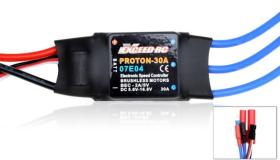 EXCEED-RC
PROTON-30A
07E04
Electronic Speed Controller
BRUSHLESS MOTORS
BEC - 2A/5V
DC 5.6V-16.8V 30A
BATT